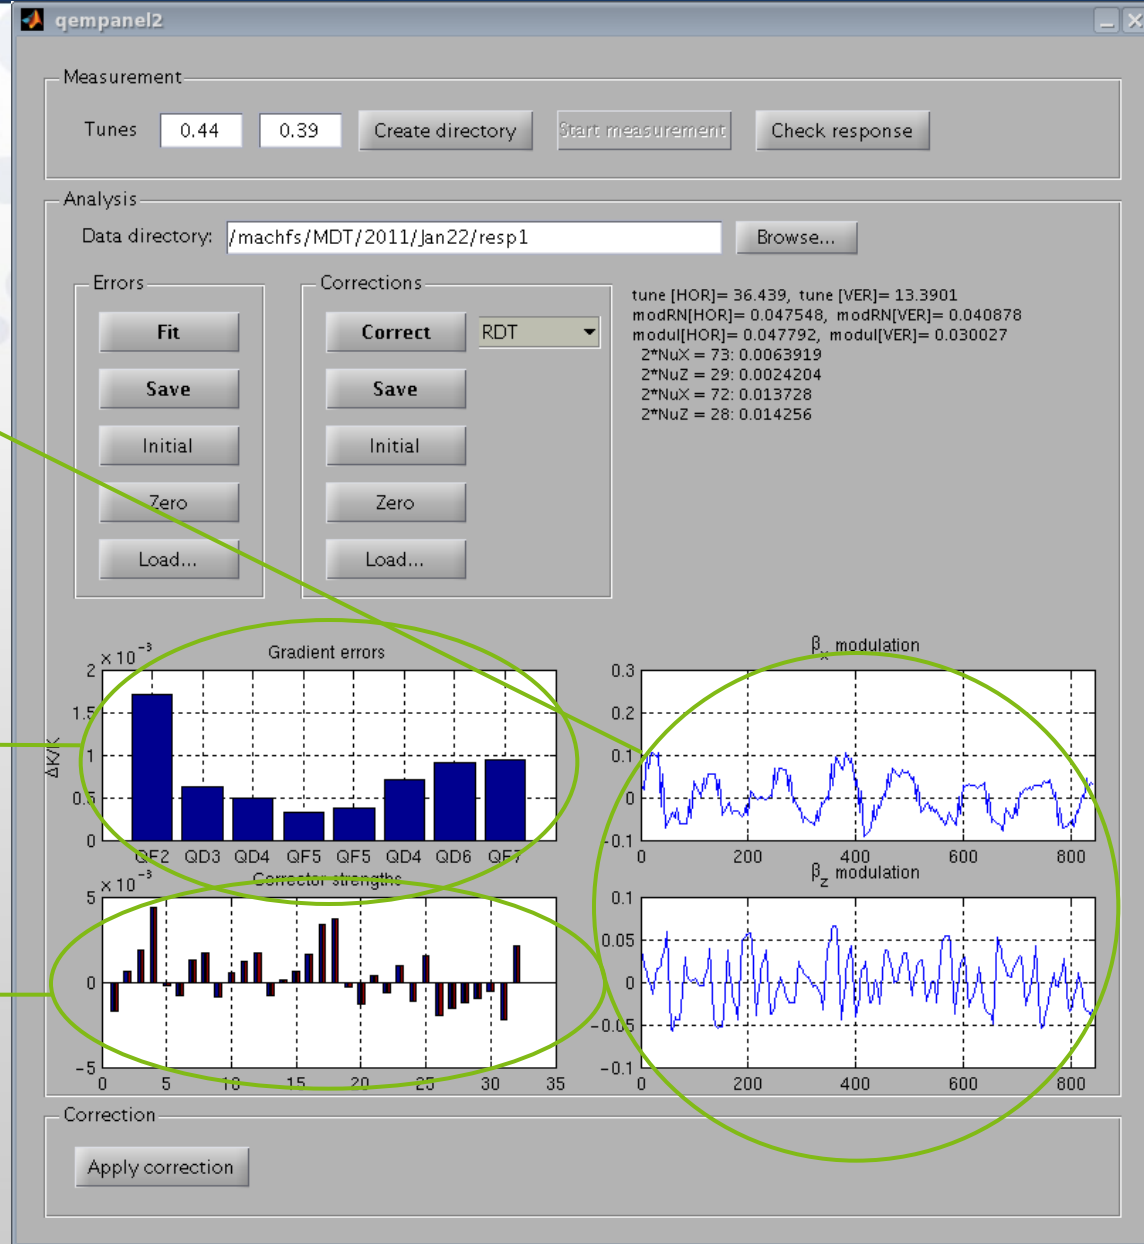 qempanel2
Measurement
Tunes 0.44 0.39 Create directory Start measurement Check response
Analysis
Data directory: /machfs/MDT/2011/Jan22/resp1 Browse...
Errors
Fit
Save
Initial
Zero
Load...
Corrections
Correct RDT
Save
Initial
Zero
Load...
tune [HOR]= 36.439, tune [VER]= 13.3901
modRN[HOR]= 0.047548, modRN[VER]= 0.040878
modul[HOR]= 0.047792, modul[VER]= 0.030027
2*NuX = 73: 0.0063919
2*NuZ = 29: 0.0024204
2*NuX = 72: 0.013728
2*NuZ = 28: 0.014256
Gradient errors
×10⁻³
2
1.5
1
0.5
0
ΔK/K
QF2 QD3 QD4 QF5 QF5 QD4 QD6 QF7
βx modulation
0.3
0.2
0.1
0
-0.1
0 200 400 600 800
Corrector strengths
×10⁻³
5
0
-5
0 5 10 15 20 25 30 35
βz modulation
0.1
0.05
0
-0.05
-0.1
0 200 400 600 800
Correction
Apply correction